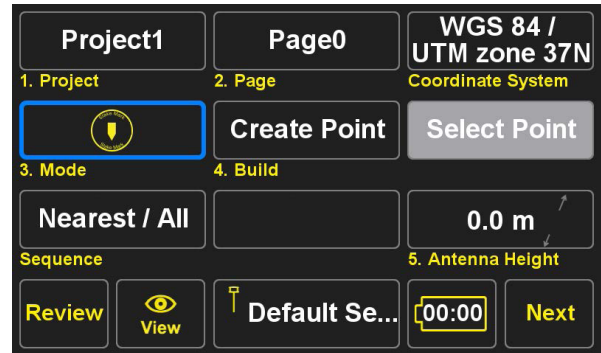 Project1
Page0
WGS 84 /
UTM zone 37N
1. Project
2. Page
Coordinate System
Create Point
Select Point
3. Mode
4. Build
Nearest / All
0.0 m
Sequence
5. Antenna Height
Review
View
Default Se...
00:00
Next